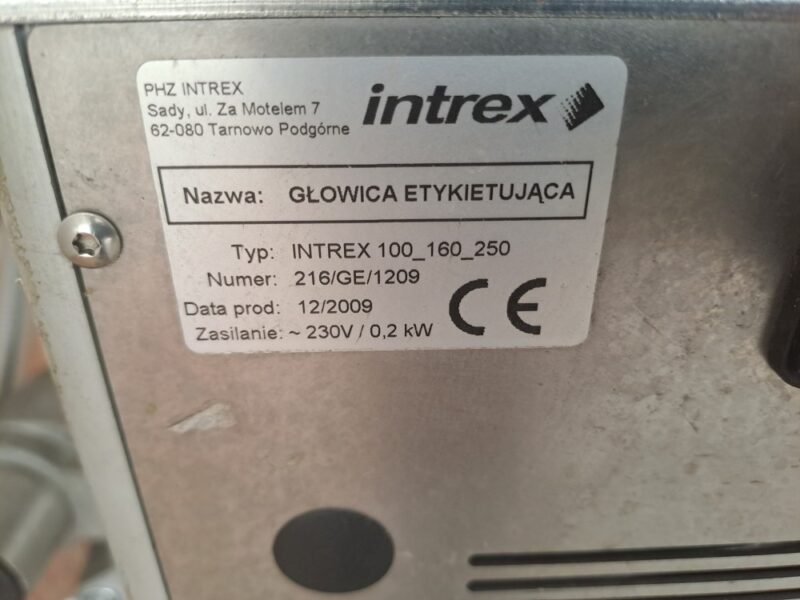 PHZ INTREX
Sady, ul. Za Motelem 7
62-080 Tarnowo Podgórne
intrex
Nazwa: GŁOWICA ETYKIETUJĄCA
Typ: INTREX 100_160_250
Numer: 216/GE/1209
Data prod: 12/2009
Zasilanie: ~ 230V / 0,2 kW
CE